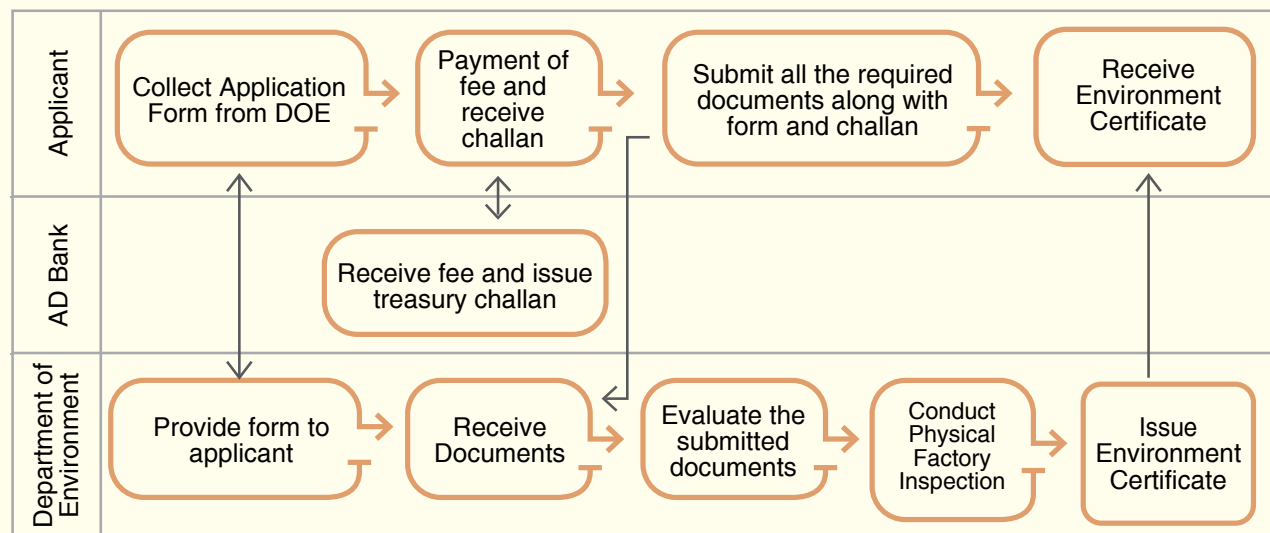 Applicant
Collect Application
Form from DOE
Payment of
fee and
receive
challan
Submit all the required
documents along with
form and challan
Receive
Environment
Certificate
AD Bank
Receive fee and issue
treasury challan
Department of
Environment
Provide form to
applicant
Receive
Documents
Evaluate the
submitted
documents
Conduct
Physical
Factory
Inspection
Issue
Environment
Certificate